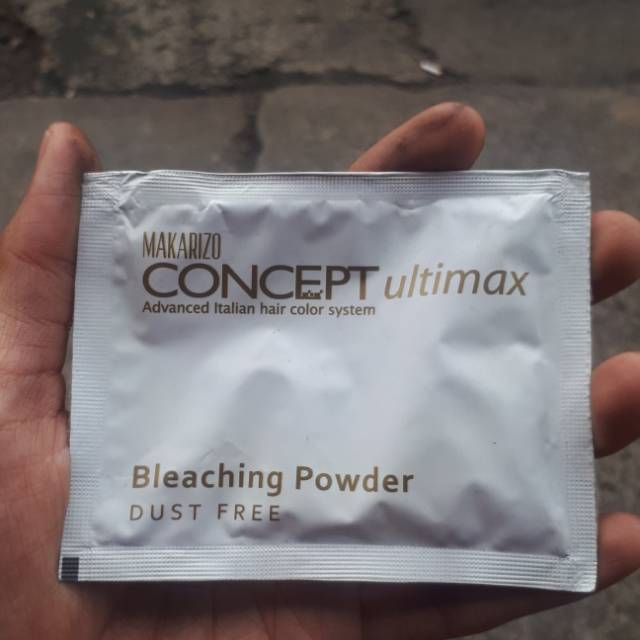 MAKARIZO
CONCEPT ultimax
Advanced Italian hair color system
Bleaching Powder
DUST FREE